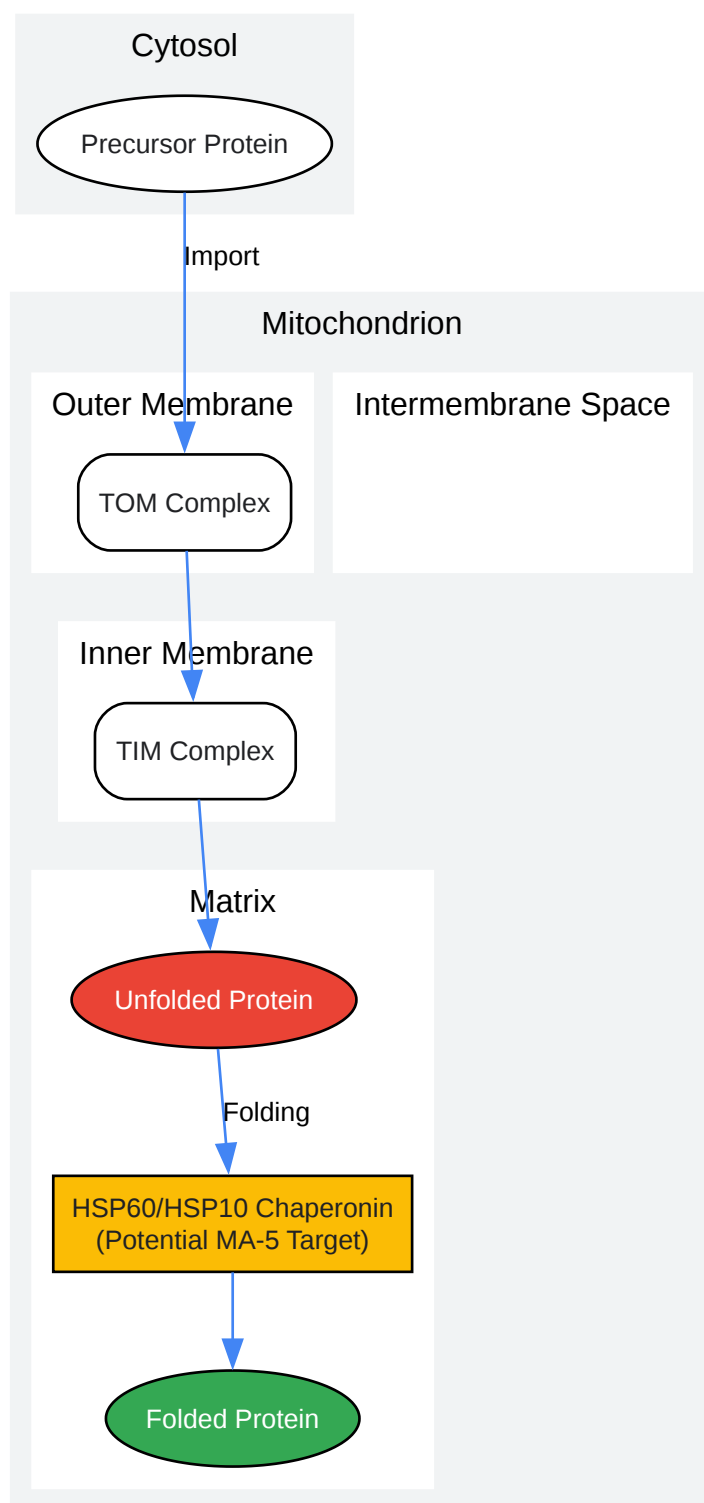 Cytosol
Precursor Protein
Import
Mitochondrion
Outer Membrane
Intermembrane Space
TOM Complex
Inner Membrane
TIM Complex
Matrix
Unfolded Protein
Folding
HSP60/HSP10 Chaperonin
(Potential MA-5 Target)
Folded Protein